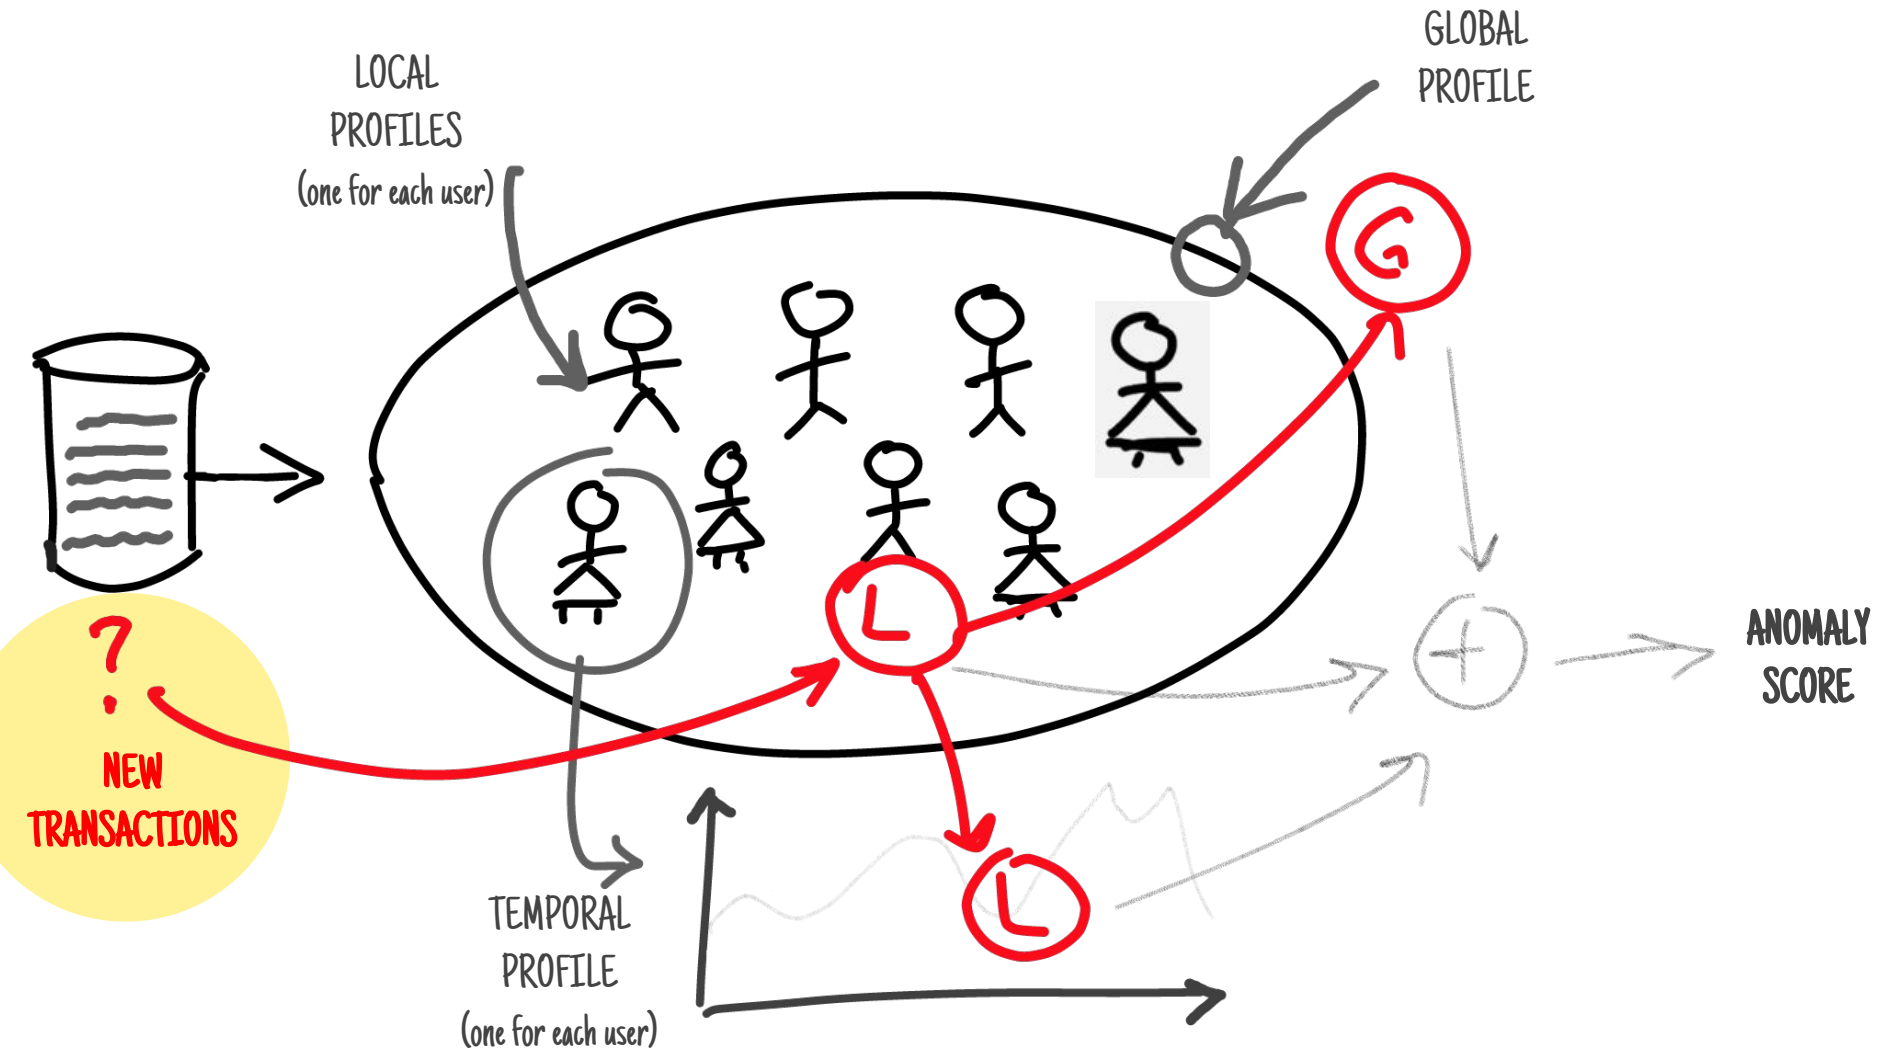 GLOBAL
PROFILE
LOCAL
PROFILES
(one for each user)
G
L
+
ANOMALY
SCORE
?
NEW
TRANSACTIONS
L
TEMPORAL
PROFILE
(one for each user)